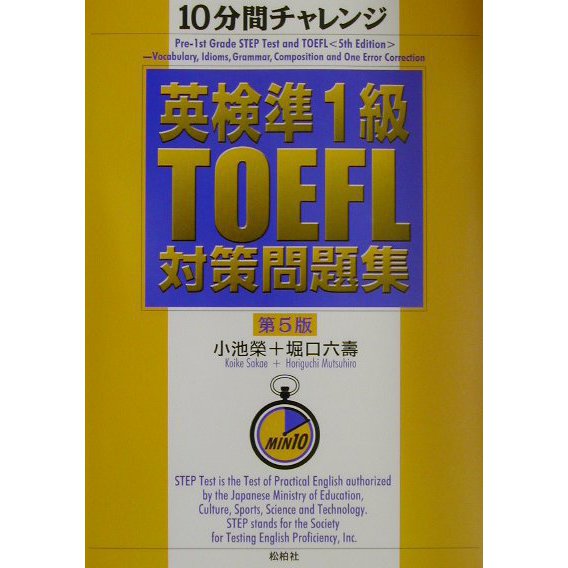 10分間チャレンジ
Pre-1st Grade STEP Test and TOEFL<5th Edition>
—Vocabulary, Idioms, Grammar, Composition and One Error Correction
英検準1級
TOEFL
対策問題集
第5版
小池榮＋堀口六壽
Koike Sakae + Horiguchi Mutsuhiro
MIN10
STEP Test is the Test of Practical English authorized
by the Japanese Ministry of Education,
Culture, Sports, Science and Technology.
STEP stands for the Society
for Testing English Proficiency, Inc.
松柏社